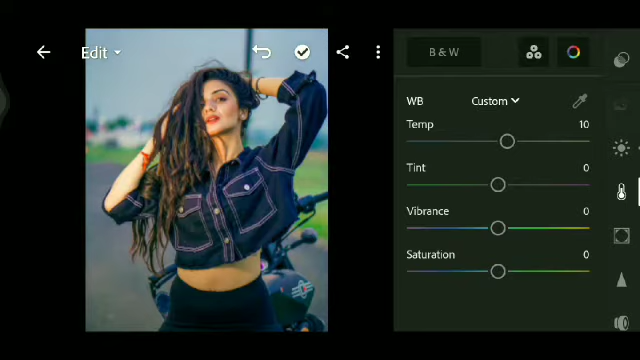 Edit
B & W
WB Custom
Temp 10
Tint 0
Vibrance 0
Saturation 0